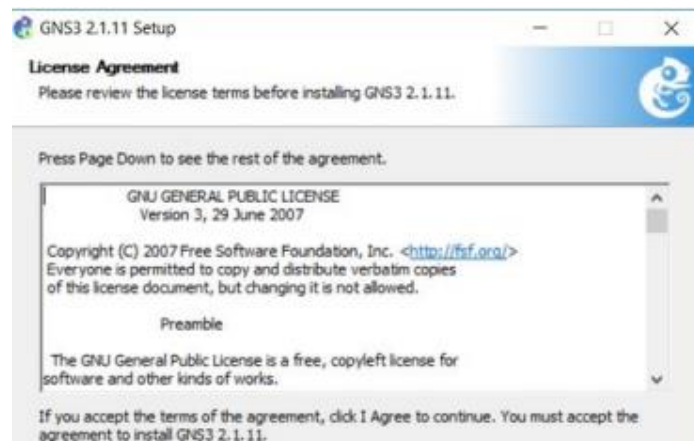 GNS3 2.1.11 Setup
License Agreement
Please review the license terms before installing GNS3 2.1.11.
Press Page Down to see the rest of the agreement.
GNU GENERAL PUBLIC LICENSE
Version 3, 29 June 2007
Copyright (C) 2007 Free Software Foundation, Inc. <http://fsf.org/>
Everyone is permitted to copy and distribute verbatim copies
of this license document, but changing it is not allowed.
Preamble
The GNU General Public License is a free, copyleft license for
software and other kinds of works.
If you accept the terms of the agreement, click I Agree to continue. You must accept the
agreement to install GNS3 2.1.11.